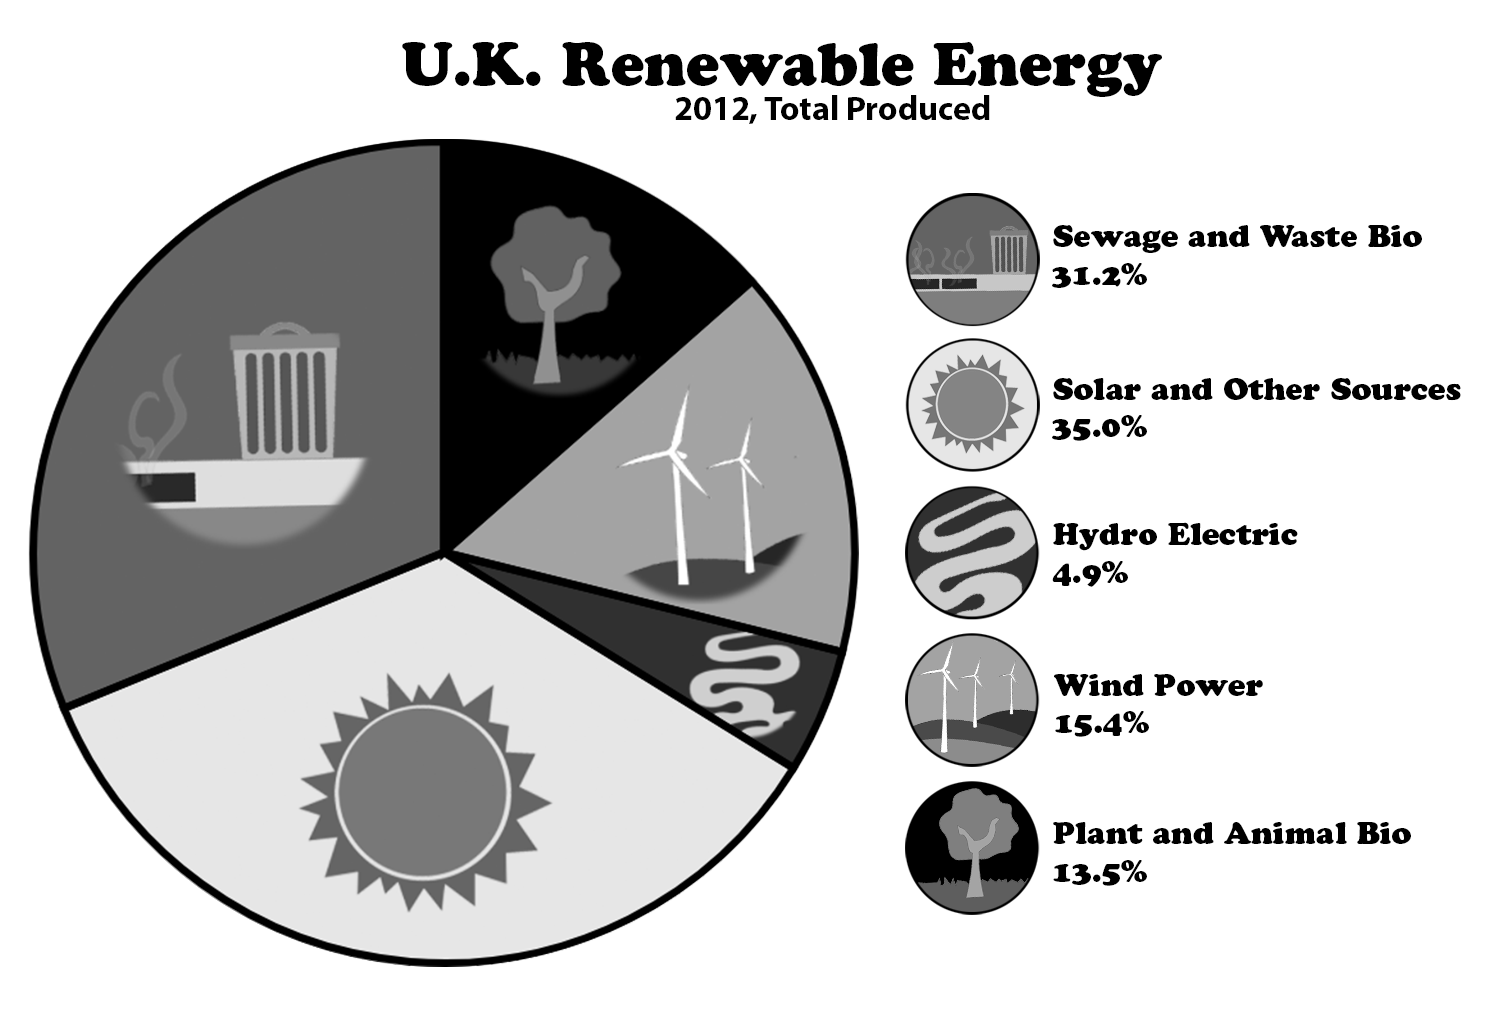 U.K. Renewable Energy
2012, Total Produced
Sewage and Waste Bio
31.2%
Solar and Other Sources
35.0%
Hydro Electric
4.9%
Wind Power
15.4%
Plant and Animal Bio
13.5%